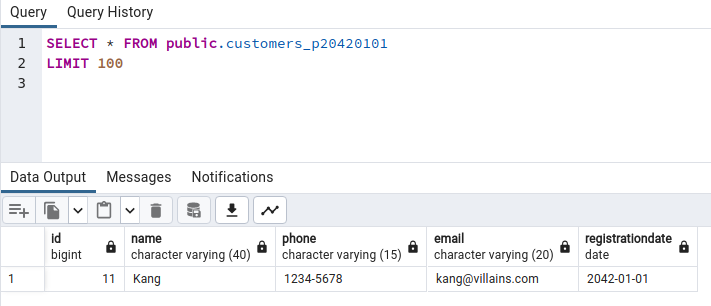 Query Query History
1 SELECT * FROM public.customers_p20420101
2 LIMIT 100
3
Data Output Messages Notifications
id name phone email registrationdate
bigint character varying (40) character varying (15) character varying (20) date
1 11 Kang 1234-5678 kang@villains.com 2042-01-01